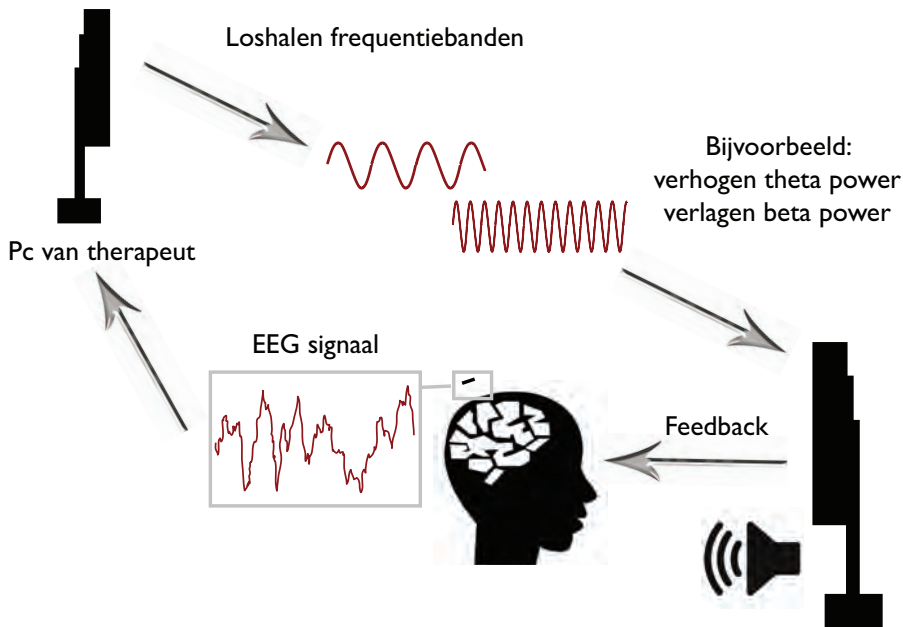 Loshalen frequentiebanden
Bijvoorbeeld:
verhogen theta power
verlagen beta power
Pc van therapeut
EEG signaal
Feedback